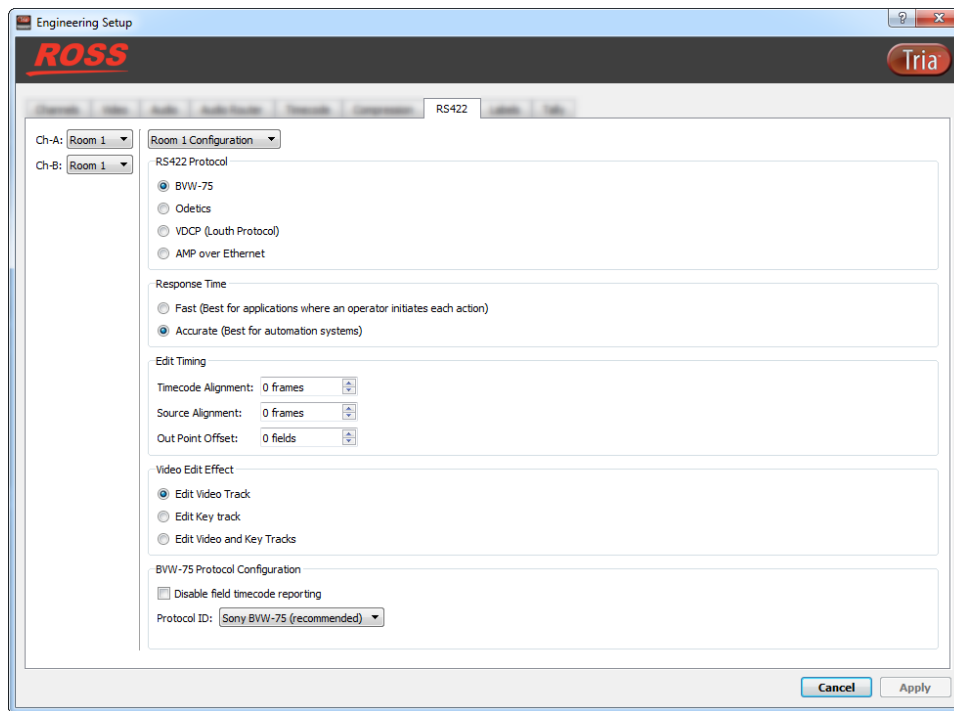 Engineering Setup
ROSS
Tria
RS422
Ch-A: Room 1
Room 1 Configuration
Ch-B: Room 1
RS422 Protocol
BVW-75
Odetics
VDCP (Louth Protocol)
AMP over Ethernet
Response Time
Fast (Best for applications where an operator initiates each action)
Accurate (Best for automation systems)
Edit Timing
Timecode Alignment: 0 frames
Source Alignment: 0 frames
Out Point Offset: 0 fields
Video Edit Effect
Edit Video Track
Edit Key track
Edit Video and Key Tracks
BVW-75 Protocol Configuration
Disable field timecode reporting
Protocol ID: Sony BVW-75 (recommended)
Cancel
Apply